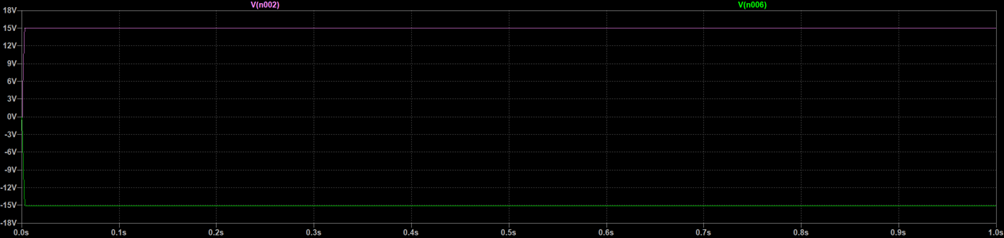 V(n002) V(n006)
18V
15V
12V
9V
6V
3V
0V
-3V
-6V
-9V
-12V
-15V
-18V
0.0s 0.1s 0.2s 0.3s 0.4s 0.5s 0.6s 0.7s 0.8s 0.9s 1.0s